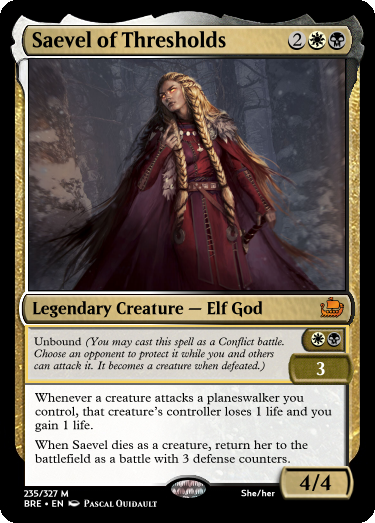 Saevel of Thresholds 2
Legendary Creature — Elf God
Unbound (You may cast this spell as a Conflict battle.
Choose an opponent to protect it while you and others
can attack it. It becomes a creature when defeated.)
3
Whenever a creature attacks a planeswalker you
control, that creature's controller loses 1 life and you
gain 1 life.
When Saevel dies as a creature, return her to the
battlefield as a battle with 3 defense counters.
4/4
235/327 M
BRE • EN Pascal Quidault
She/her